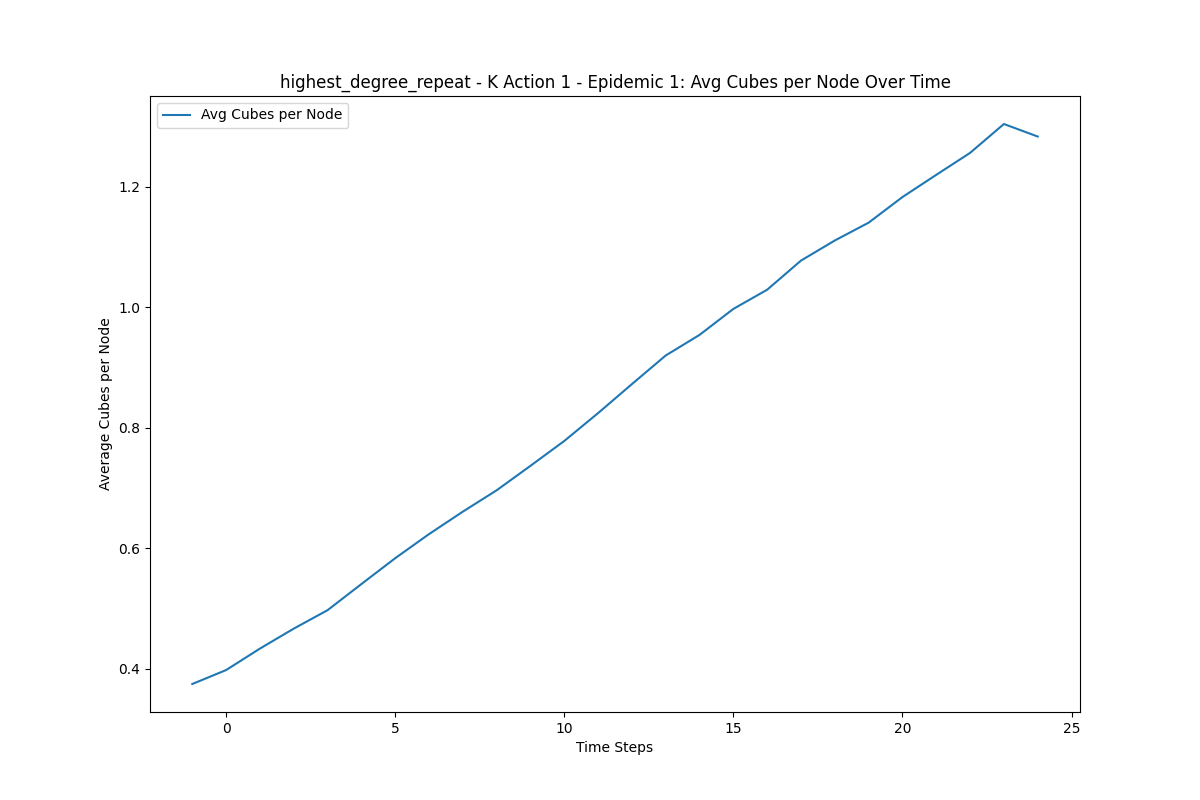 highest_degree_repeat - K Action 1 - Epidemic 1: Avg Cubes per Node Over Time
Avg Cubes per Node
Average Cubes per Node
1.2
1.0
0.8
0.6
0.4
0 5 10 15 20 25
Time Steps